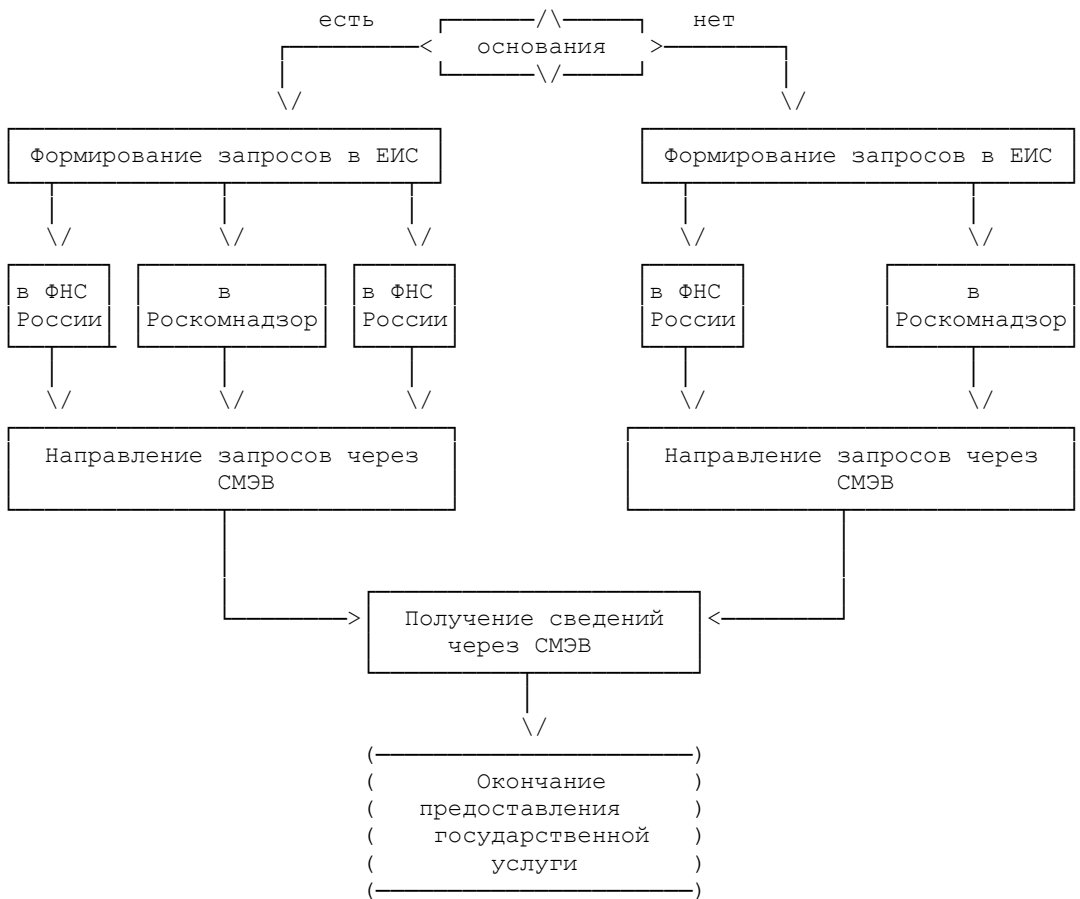 есть нет
основания
Формирование запросов в ЕИС Формирование запросов в ЕИС
в ФНС в в ФНС в ФНС в
России Роскомнадзор России России Роскомнадзор
Направление запросов через Направление запросов через
СМЭВ СМЭВ
Получение сведений
через СМЭВ
Окончание
предоставления
государственной
услуги